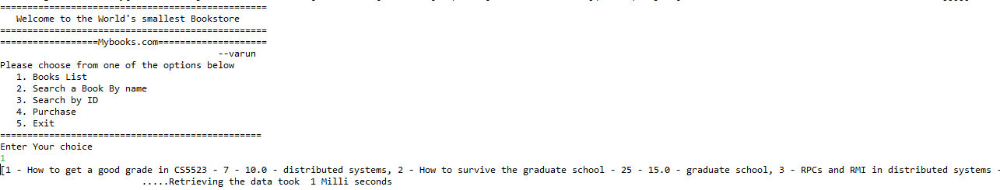 =================================================
Welcome to the World's smallest Bookstore
=================================================
==================Mybooks.com====================
--varun
Please choose from one of the options below
1. Books List
2. Search a Book By name
3. Search by ID
4. Purchase
5. Exit
================================================
Enter Your choice
1
[1 - How to get a good grade in CS5523 - 7 - 10.0 - distributed systems, 2 - How to survive the graduate school - 25 - 15.0 - graduate school, 3 - RPCs and RMI in distributed systems -
.....Retrieving the data took  1 Milli seconds